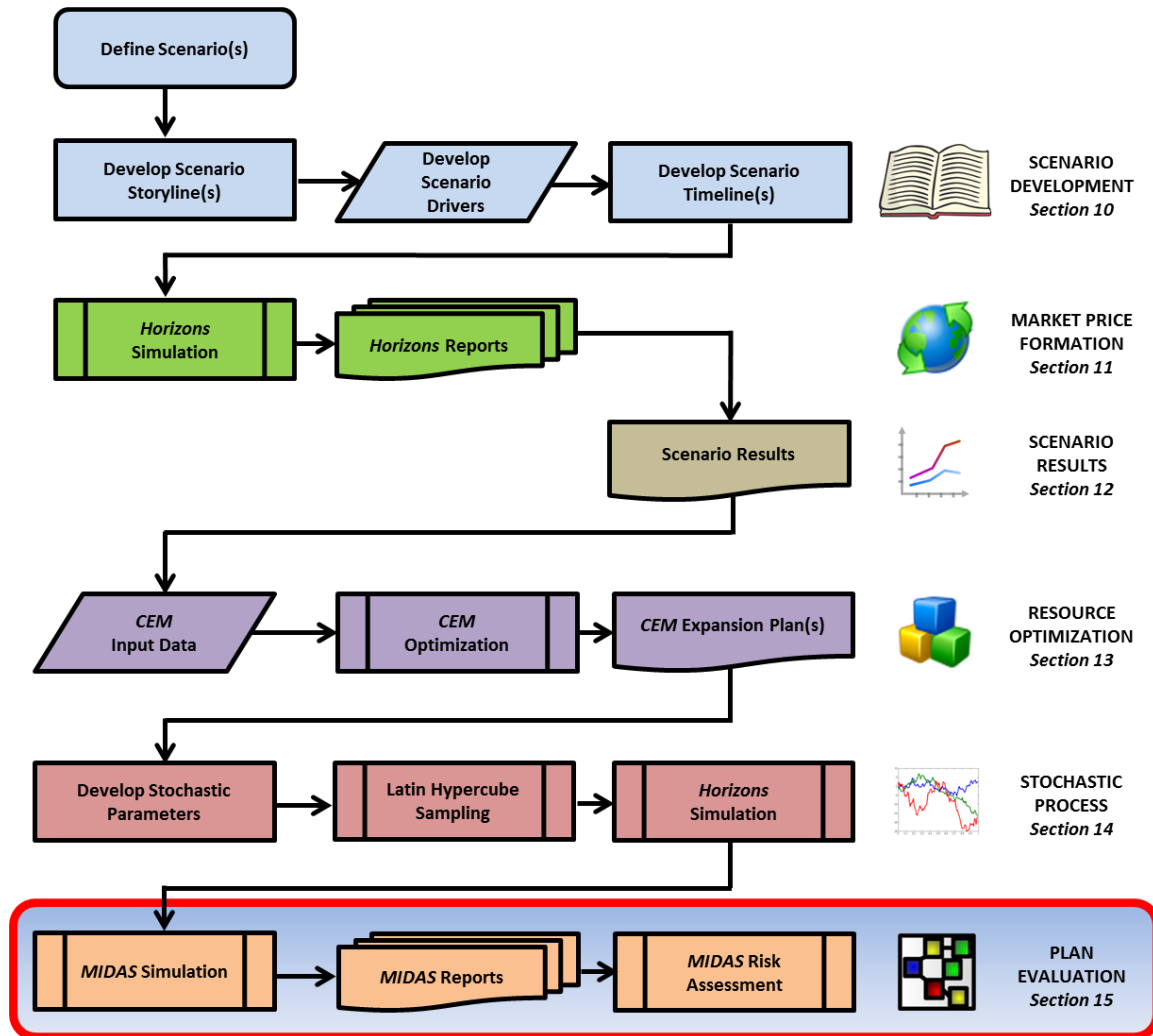 Define Scenario(s)
Develop Scenario
Storyline(s)
Develop
Scenario
Drivers
Develop Scenario
Timeline(s)
SCENARIO
DEVELOPMENT
Section 10
Horizons
Simulation
Horizons Reports
MARKET PRICE
FORMATION
Section 11
Scenario Results
SCENARIO
RESULTS
Section 12
CEM
Input Data
CEM
Optimization
CEM Expansion Plan(s)
RESOURCE
OPTIMIZATION
Section 13
Develop Stochastic
Parameters
Latin Hypercube
Sampling
Horizons
Simulation
STOCHASTIC
PROCESS
Section 14
MIDAS Simulation
MIDAS Reports
MIDAS Risk
Assessment
PLAN
EVALUATION
Section 15